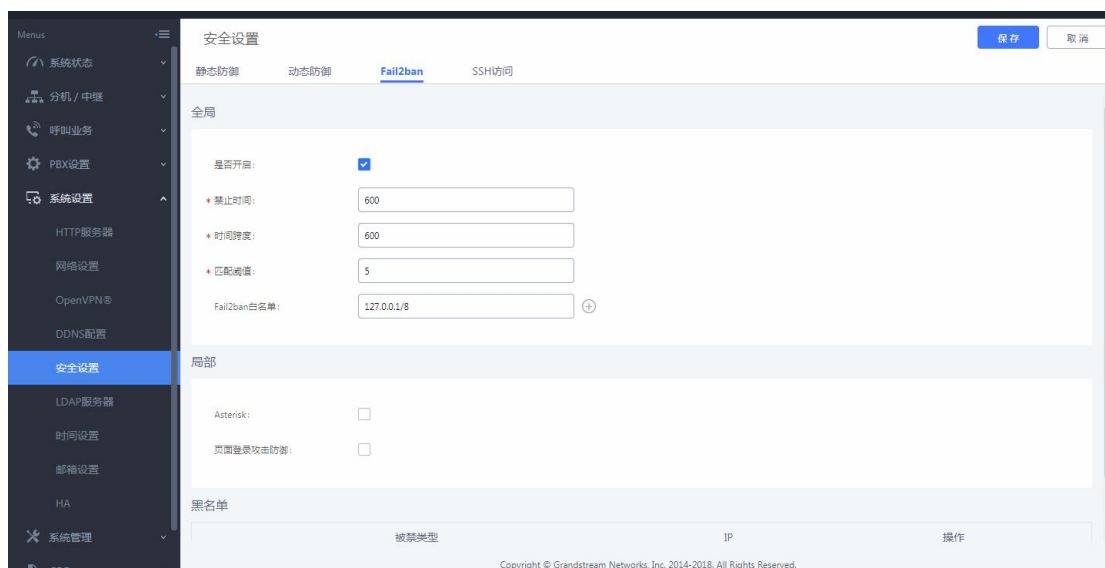 Menus
系统状态
分机 / 中继
呼叫业务
PBX设置
系统设置
HTTP服务器
网络设置
OpenVPN®
DDNS配置
安全设置
LDAP服务器
时间设置
邮箱设置
HA
系统管理
安全设置
保存
取消
静态防御
动态防御
Fail2ban
SSH访问
全局
是否开启:
* 禁止时间:
600
* 时间跨度:
600
* 匹配阈值:
5
Fail2ban白名单:
127.0.0.1/8
局部
Asterisk:
页面登录攻击防御:
黑名单
被禁类型
IP
操作
Copyright © Grandstream Networks, Inc. 2014-2018. All Rights Reserved.